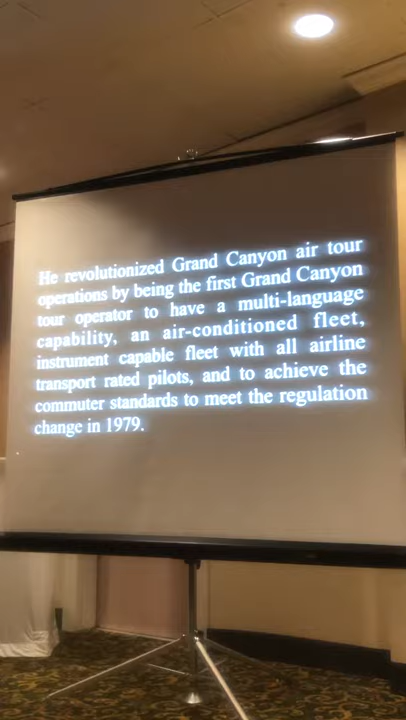 He revolutionized Grand Canyon air tour
operations by being the first Grand Canyon
tour operator to have a multi-language
capability, an air-conditioned fleet,
instrument capable fleet with all airline
transport rated pilots, and to achieve the
commuter standards to meet the regulation
change in 1979.